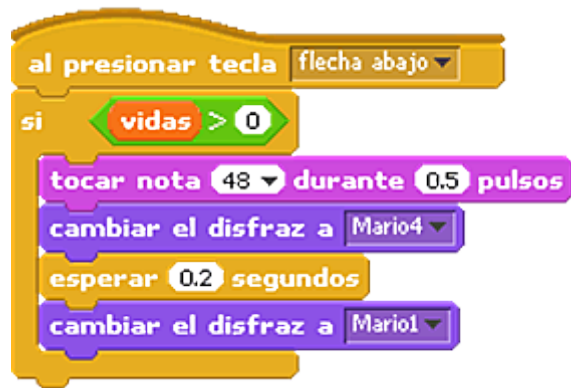 al presionar tecla flecha abajo
si vidas > 0
tocar nota 48 durante 0.5 pulsos
cambiar el disfraz a Mario4
esperar 0.2 segundos
cambiar el disfraz a Mario1